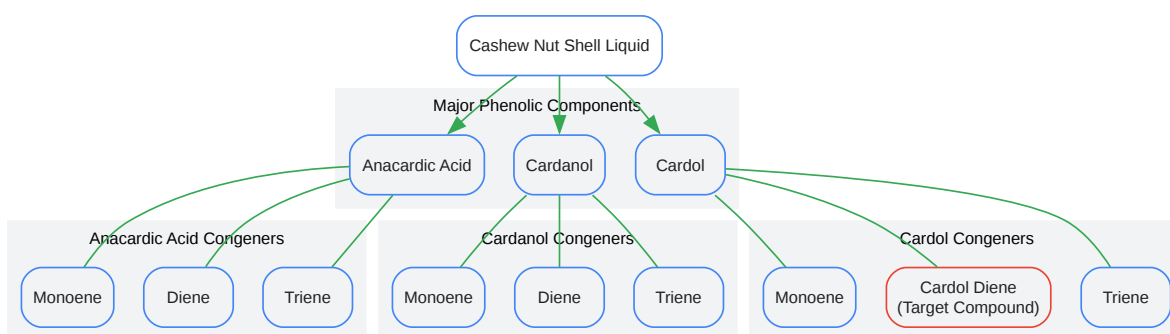 Cashew Nut Shell Liquid
Major Phenolic Components
Anacardic Acid
Cardanol
Cardol
Anacardic Acid Congeners
Cardanol Congeners
Cardol Congeners
Monoene
Diene
Triene
Monoene
Diene
Triene
Monoene
Cardol Diene
(Target Compound)
Triene